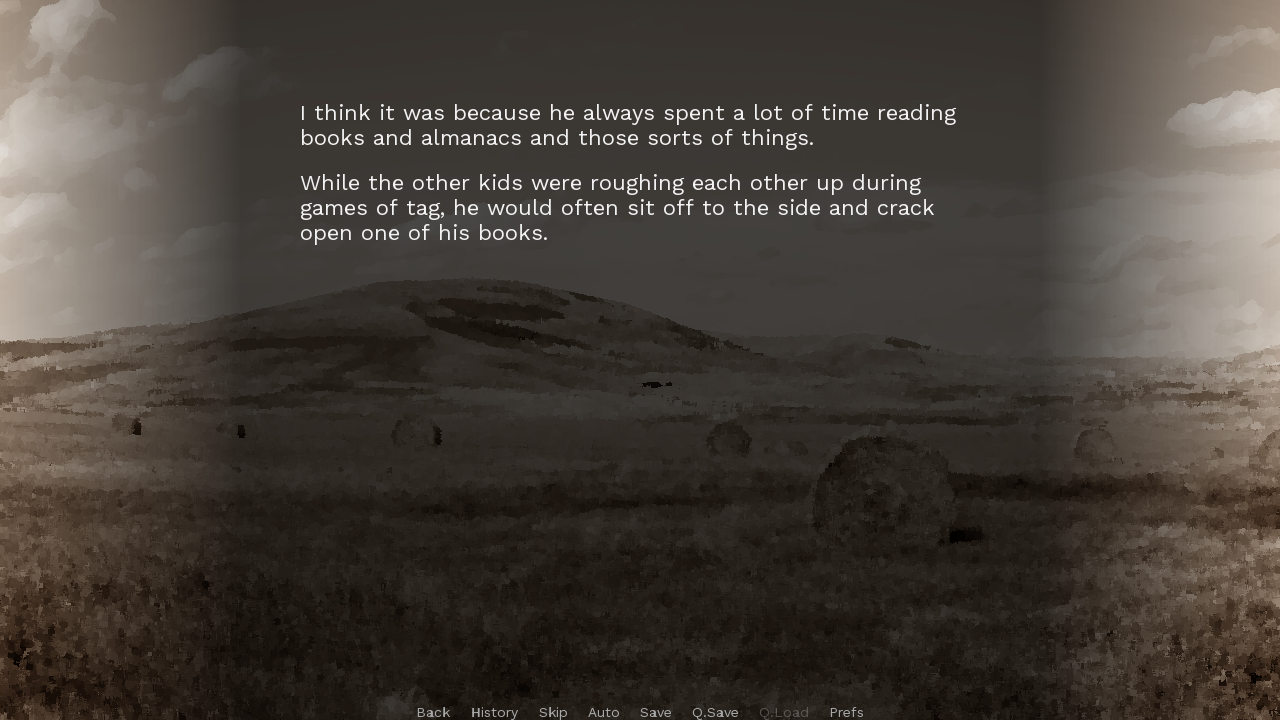 I think it was because he always spent a lot of time reading
books and almanacs and those sorts of things.
While the other kids were roughing each other up during
games of tag, he would often sit off to the side and crack
open one of his books.
Back History Skip Auto Save Q.Save Q.Load Prefs